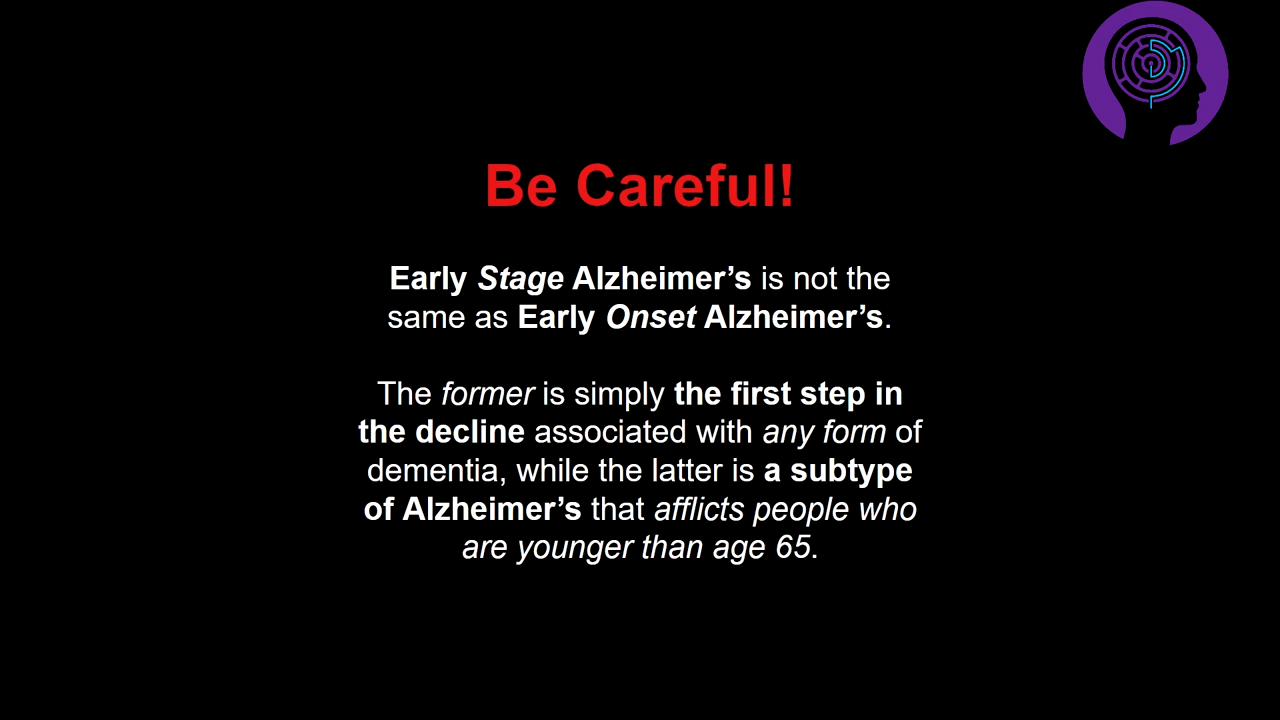 Be Careful!
Early Stage Alzheimer’s is not the
same as Early Onset Alzheimer’s.
The former is simply the first step in
the decline associated with any form of
dementia, while the latter is a subtype
of Alzheimer’s that afflicts people who
are younger than age 65.